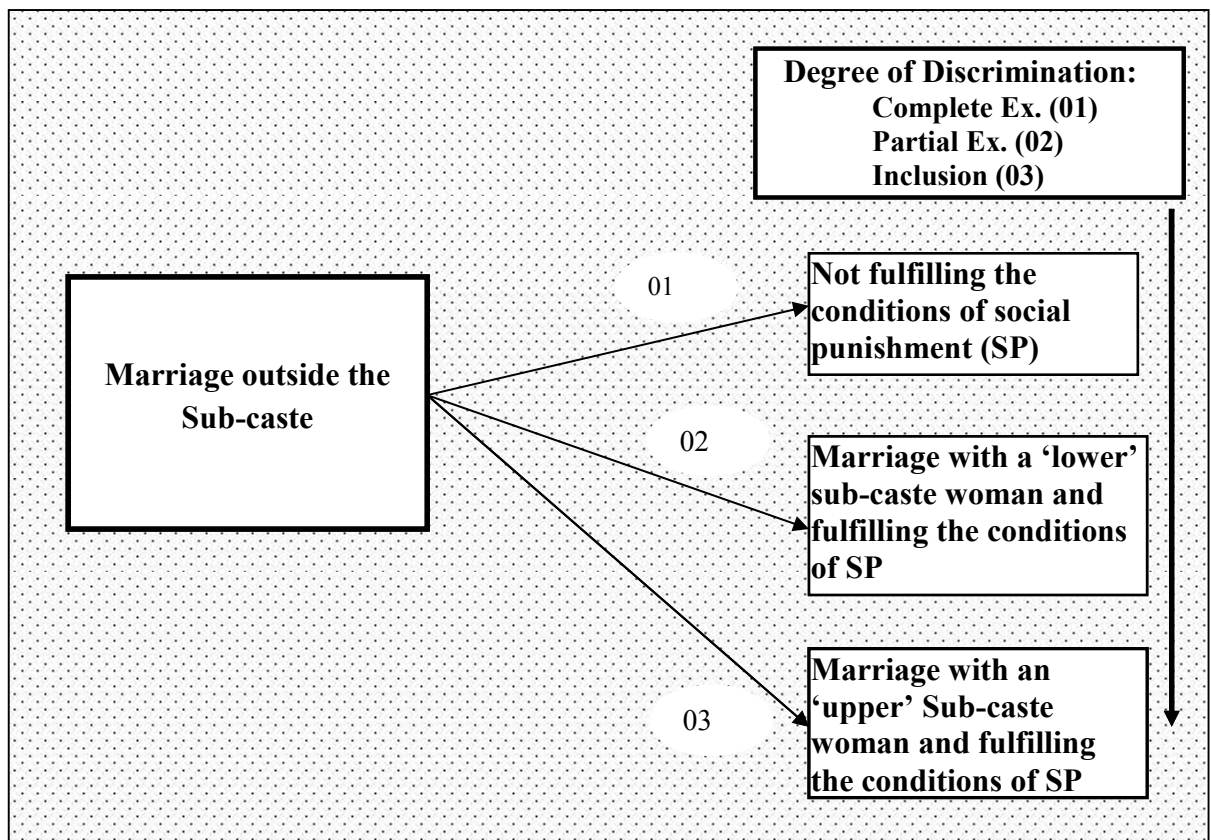 Degree of Discrimination:
Complete Ex. (01)
Partial Ex. (02)
Inclusion (03)
Marriage outside the
Sub-caste
01
Not fulfilling the
conditions of social
punishment (SP)
02
Marriage with a ‘lower’
sub-caste woman and
fulfilling the conditions
of SP
03
Marriage with an
‘upper’ Sub-caste
woman and fulfilling
the conditions of SP